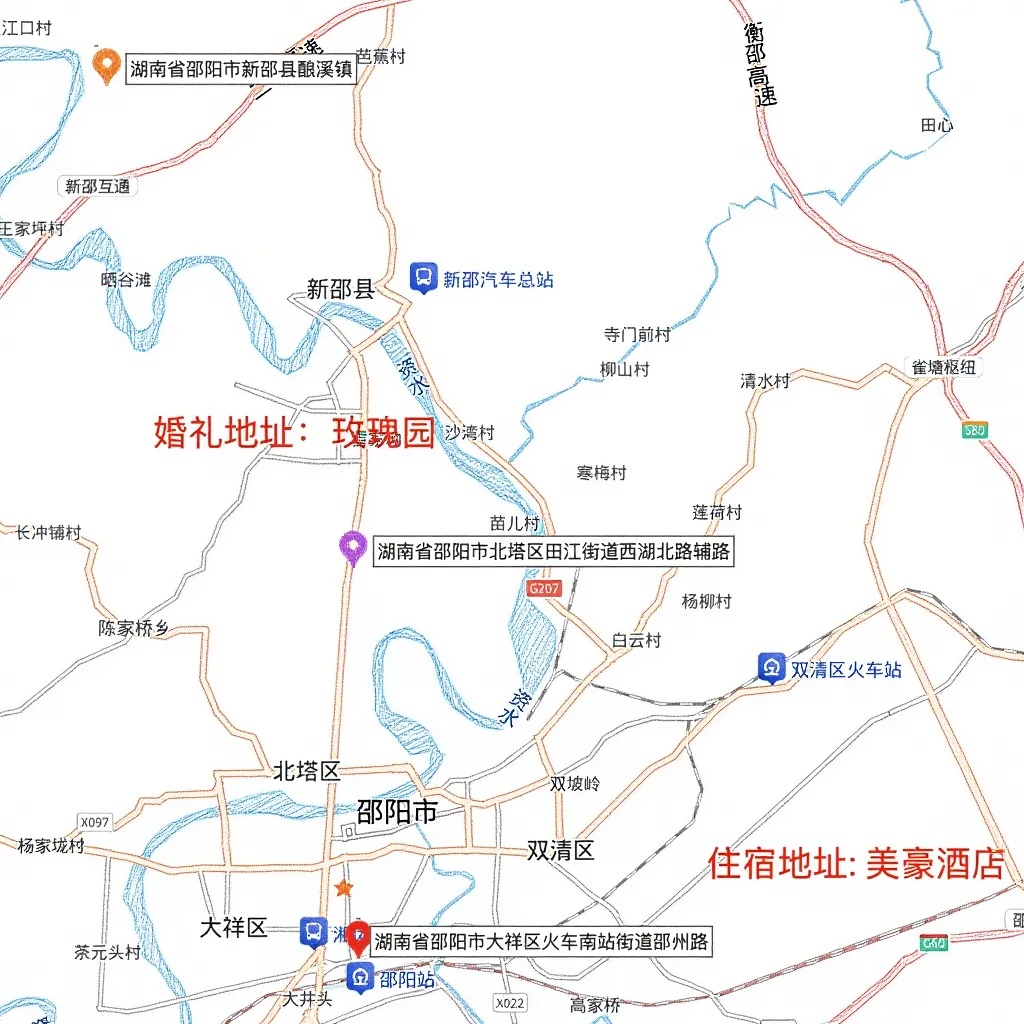 江口村
芭蕉村
衡邵高速
湖南省邵阳市新邵县酿溪镇
田心
新邵互通
王家坪村
晒谷滩
新邵县
新邵汽车总站
寺门前村
柳山村
资水
清水村
雀塘枢纽
S80
婚礼地址：玫瑰园
沙湾村
寒梅村
莲荷村
苗儿村
长冲铺村
湖南省邵阳市北塔区田江街道西湖北路辅路
G207
杨柳村
陈家桥乡
白云村
双清区火车站
资水
北塔区
双坡岭
邵阳市
X097
杨家垅村
双清区
住宿地址: 美豪酒店
大祥区
湖南省邵阳市大祥区火车南站街道邵州路
茶元头村
邵阳站
大井头
X022
高家桥